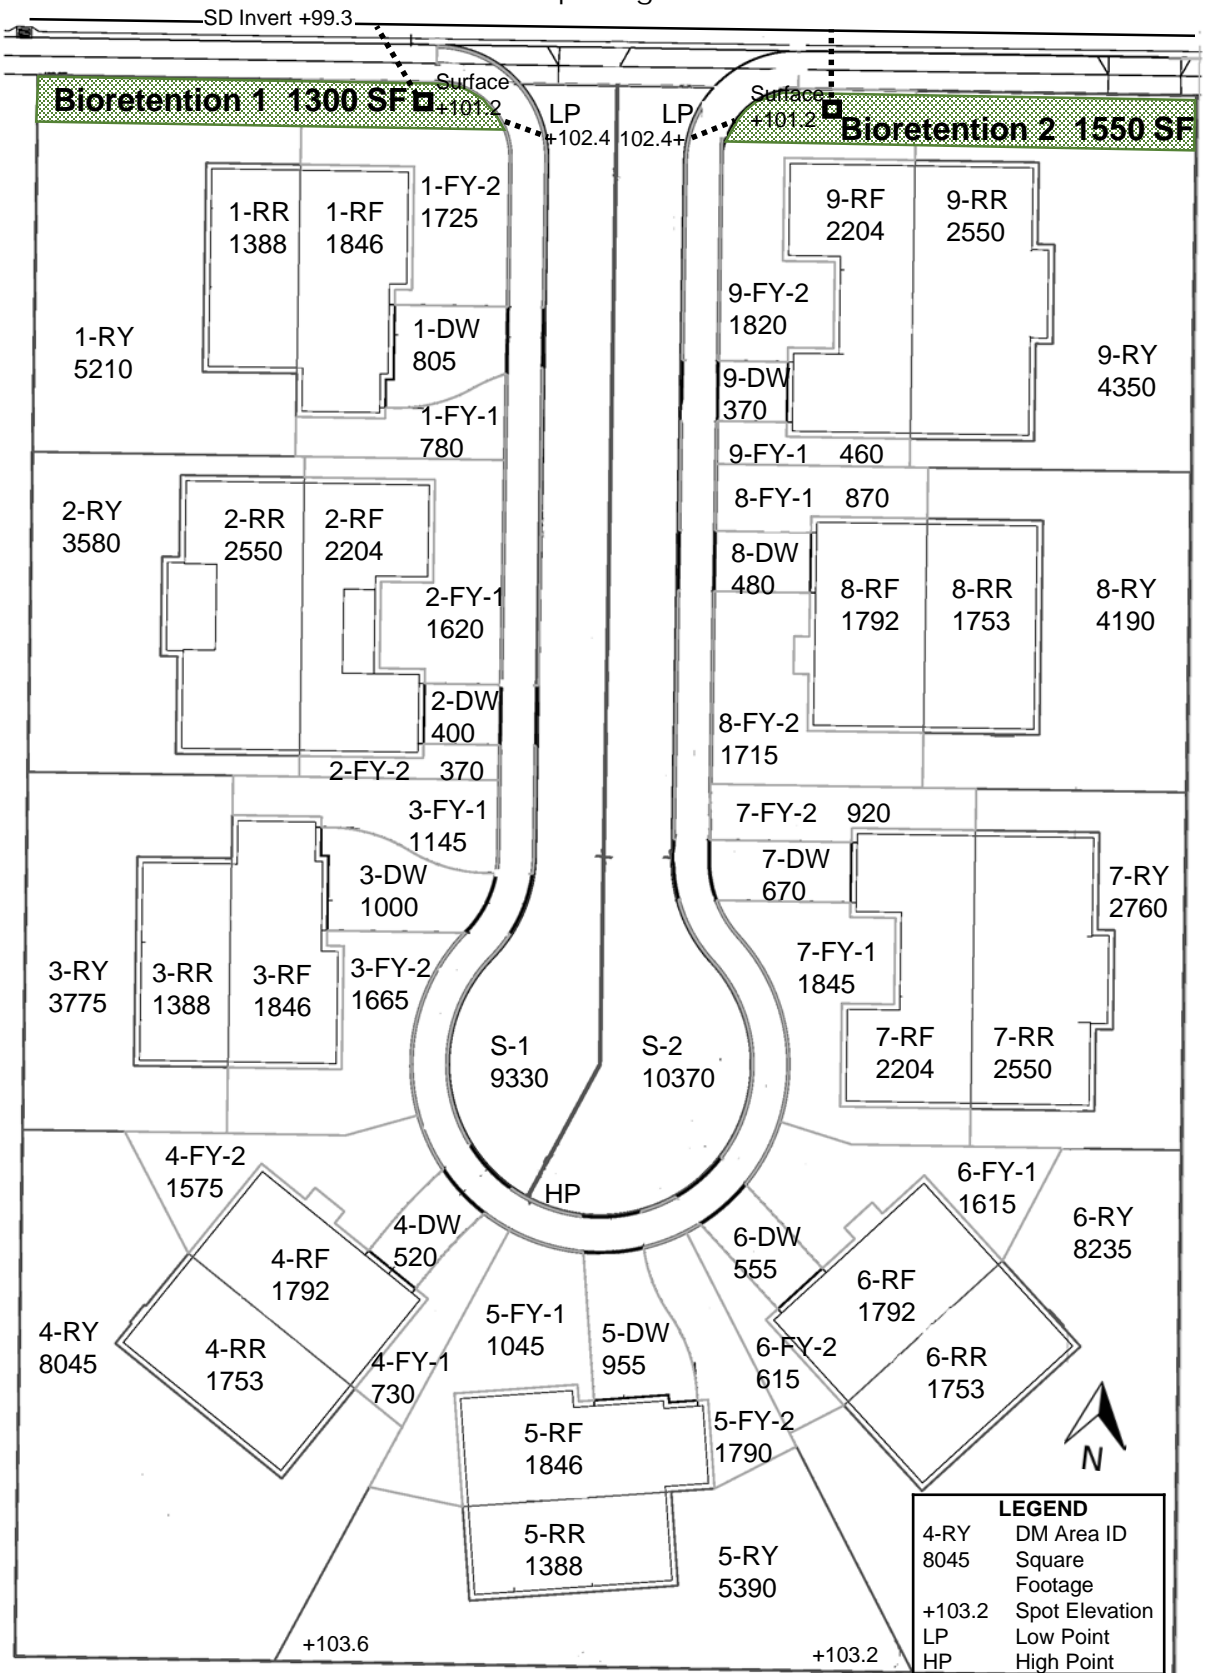 SD Invert +99.3
Bioretention 1 1300 SF
Surface
+101.2
LP
+102.4
LP
102.4+
Surface
+101.2
Bioretention 2 1550 SF
1-RR
1388
1-RF
1846
1-FY-2
1725
9-RF
2204
9-RR
2550
9-FY-2
1820
1-RY
5210
1-DW
805
9-RY
4350
9-DW
370
1-FY-1
780
9-FY-1 460
8-FY-1 870
2-RY
3580
2-RR
2550
2-RF
2204
8-DW
480
2-FY-1
1620
8-RF
1792
8-RR
1753
8-RY
4190
2-DW
400
8-FY-2
1715
2-FY-2 370
3-FY-1
1145
7-FY-2 920
3-DW
1000
7-DW
670
7-RY
2760
3-RY
3775
3-RR
1388
3-RF
1846
3-FY-2
1665
7-FY-1
1845
S-1
9330
S-2
10370
7-RF
2204
7-RR
2550
4-FY-2
1575
HP
6-FY-1
1615
4-DW
520
6-DW
555
6-RY
8235
4-RF
1792
6-RF
1792
4-RY
8045
4-RR
1753
4-FY-1
730
5-FY-1
1045
5-DW
955
6-FY-2
615
6-RR
1753
5-RF
1846
5-FY-2
1790
N
5-RR
1388
5-RY
5390
+103.6
+103.2
LEGEND
4-RY DM Area ID
8045 Square
Footage
+103.2 Spot Elevation
LP Low Point
HP High Point